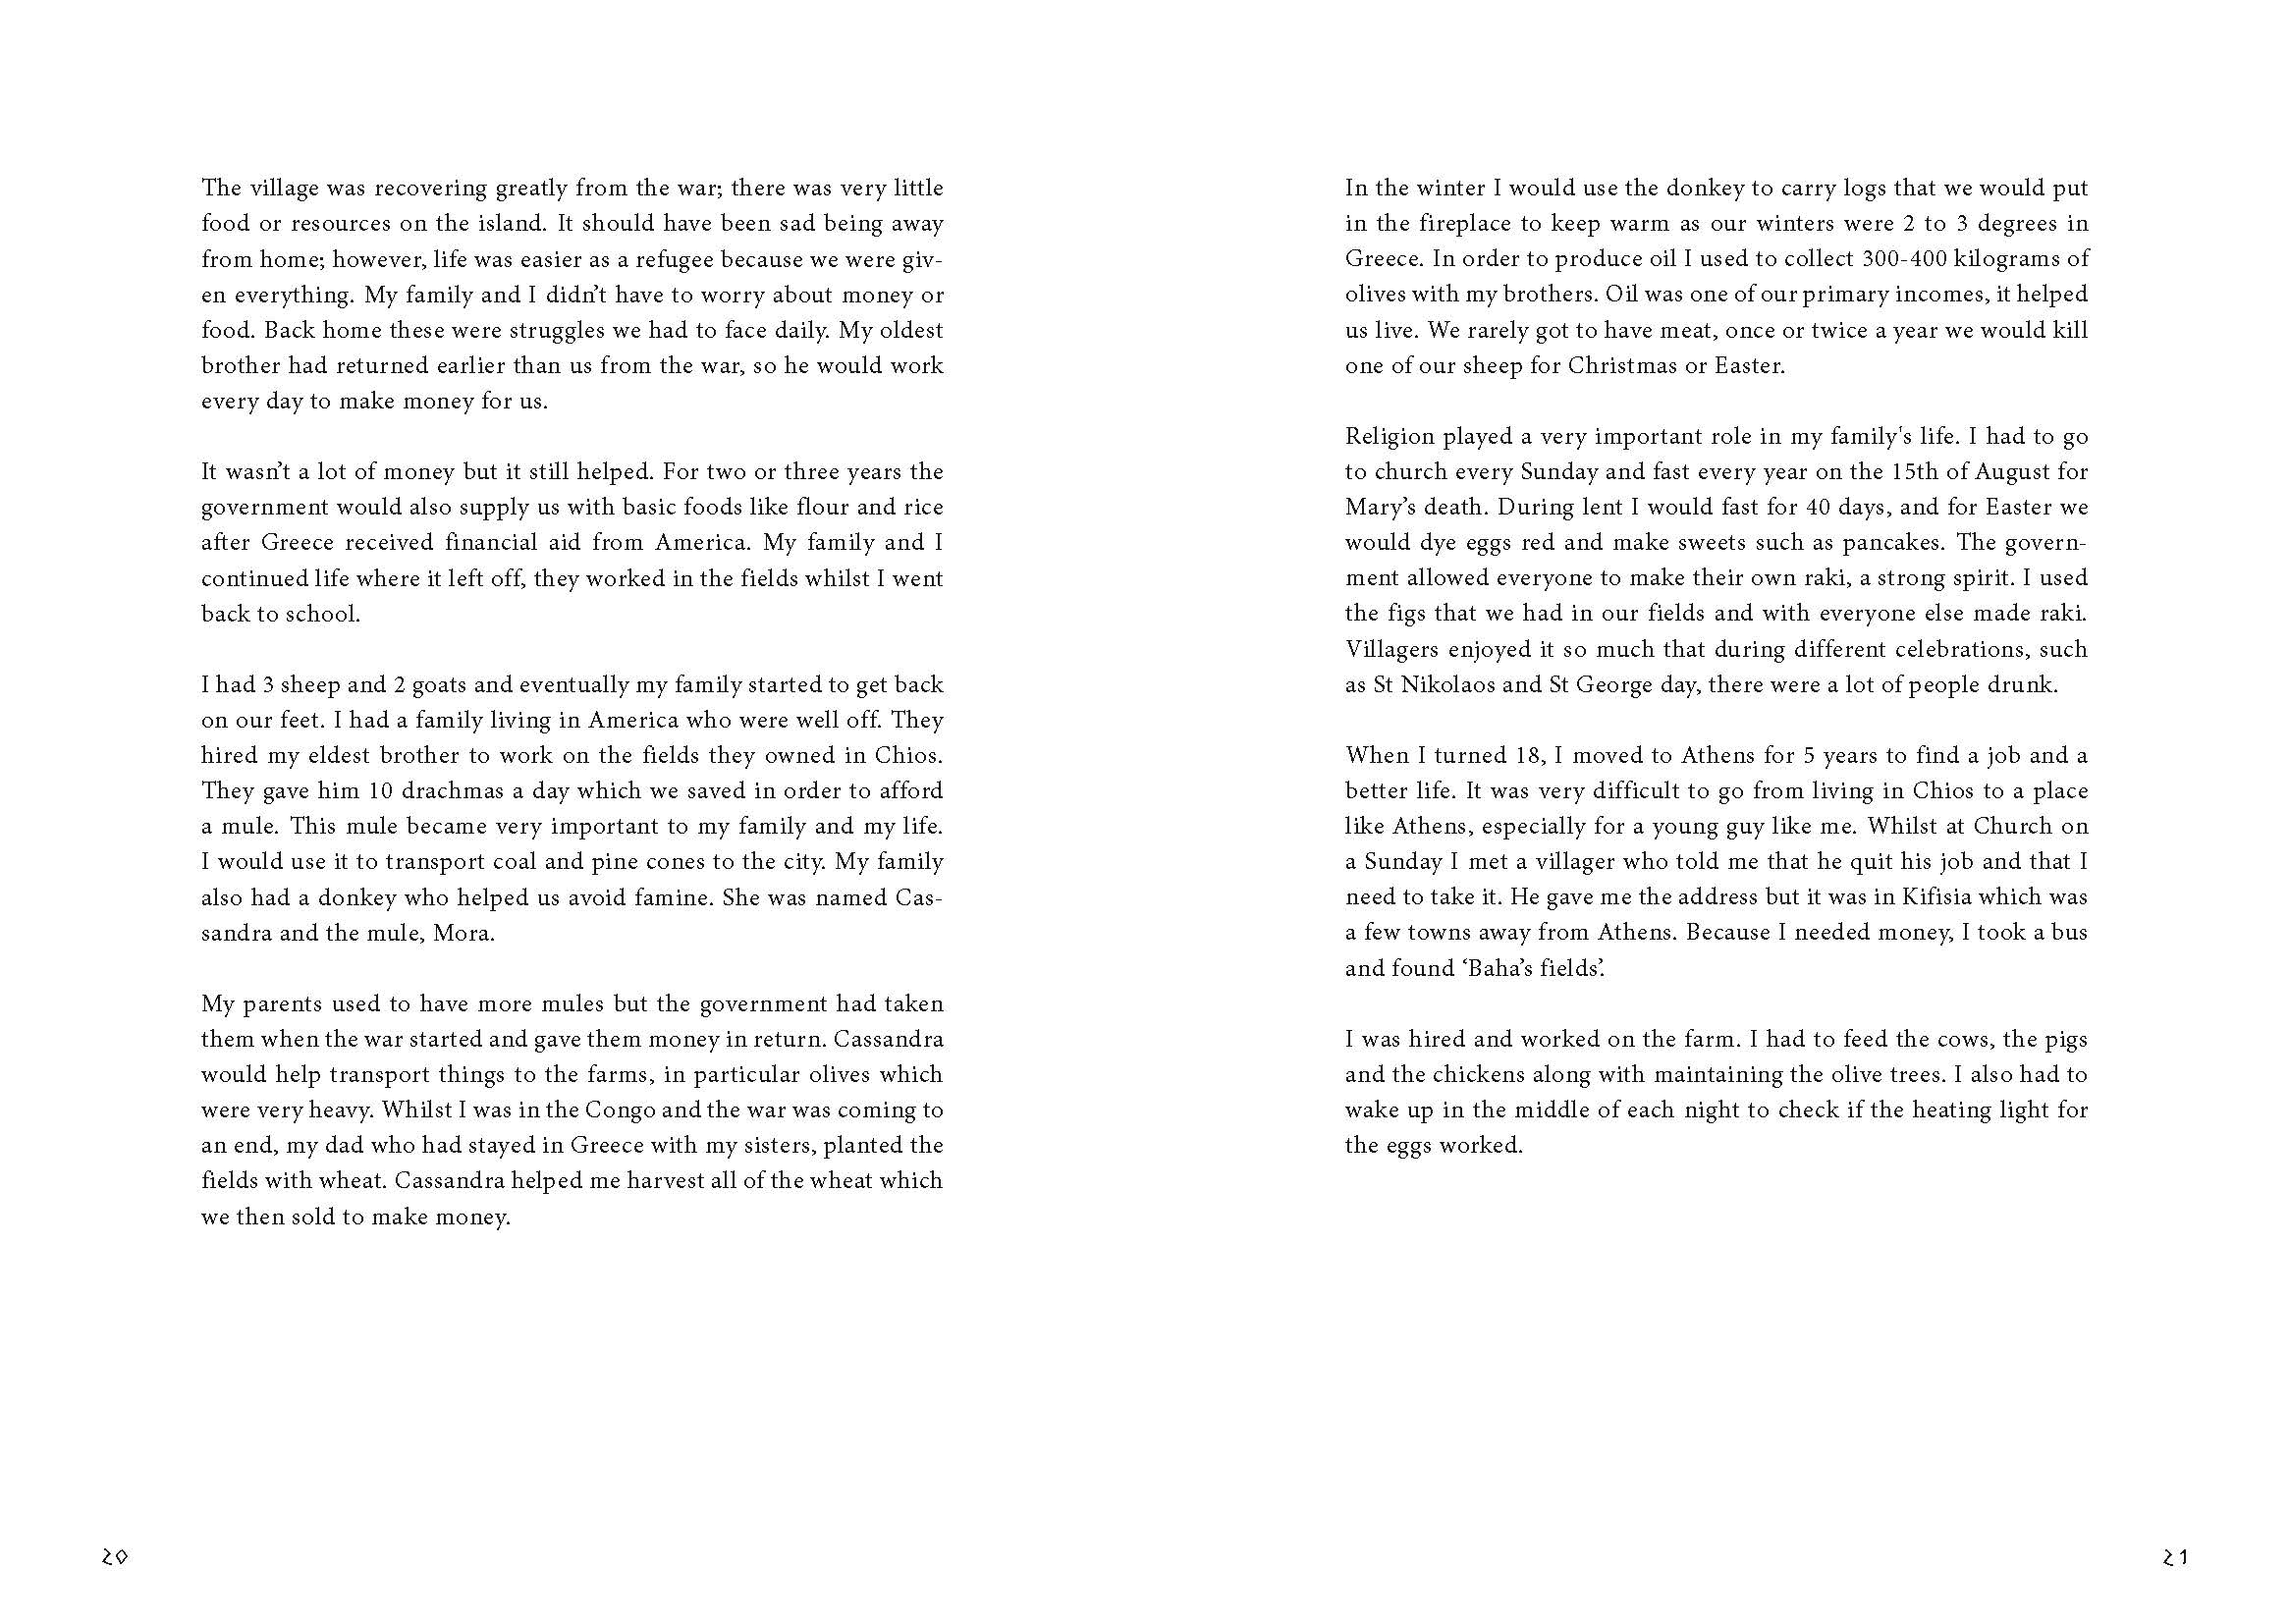 The village was recovering greatly from the war; there was very little
food or resources on the island. It should have been sad being away
from home; however, life was easier as a refugee because we were giv-
en everything. My family and I didn’t have to worry about money or
food. Back home these were struggles we had to face daily. My oldest
brother had returned earlier than us from the war, so he would work
every day to make money for us.
It wasn’t a lot of money but it still helped. For two or three years the
government would also supply us with basic foods like flour and rice
after Greece received financial aid from America. My family and I
continued life where it left off, they worked in the fields whilst I went
back to school.
I had 3 sheep and 2 goats and eventually my family started to get back
on our feet. I had a family living in America who were well off. They
hired my eldest brother to work on the fields they owned in Chios.
They gave him 10 drachmas a day which we saved in order to afford
a mule. This mule became very important to my family and my life.
I would use it to transport coal and pine cones to the city. My family
also had a donkey who helped us avoid famine. She was named Cas-
sandra and the mule, Mora.
My parents used to have more mules but the government had taken
them when the war started and gave them money in return. Cassandra
would help transport things to the farms, in particular olives which
were very heavy. Whilst I was in the Congo and the war was coming to
an end, my dad who had stayed in Greece with my sisters, planted the
fields with wheat. Cassandra helped me harvest all of the wheat which
we then sold to make money.
20
In the winter I would use the donkey to carry logs that we would put
in the fireplace to keep warm as our winters were 2 to 3 degrees in
Greece. In order to produce oil I used to collect 300-400 kilograms of
olives with my brothers. Oil was one of our primary incomes, it helped
us live. We rarely got to have meat, once or twice a year we would kill
one of our sheep for Christmas or Easter.
Religion played a very important role in my family's life. I had to go
to church every Sunday and fast every year on the 15th of August for
Mary’s death. During lent I would fast for 40 days, and for Easter we
would dye eggs red and make sweets such as pancakes. The govern-
ment allowed everyone to make their own raki, a strong spirit. I used
the figs that we had in our fields and with everyone else made raki.
Villagers enjoyed it so much that during different celebrations, such
as St Nikolaos and St George day, there were a lot of people drunk.
When I turned 18, I moved to Athens for 5 years to find a job and a
better life. It was very difficult to go from living in Chios to a place
like Athens, especially for a young guy like me. Whilst at Church on
a Sunday I met a villager who told me that he quit his job and that I
need to take it. He gave me the address but it was in Kifisia which was
a few towns away from Athens. Because I needed money, I took a bus
and found ‘Baha’s fields’.
I was hired and worked on the farm. I had to feed the cows, the pigs
and the chickens along with maintaining the olive trees. I also had to
wake up in the middle of each night to check if the heating light for
the eggs worked.
21